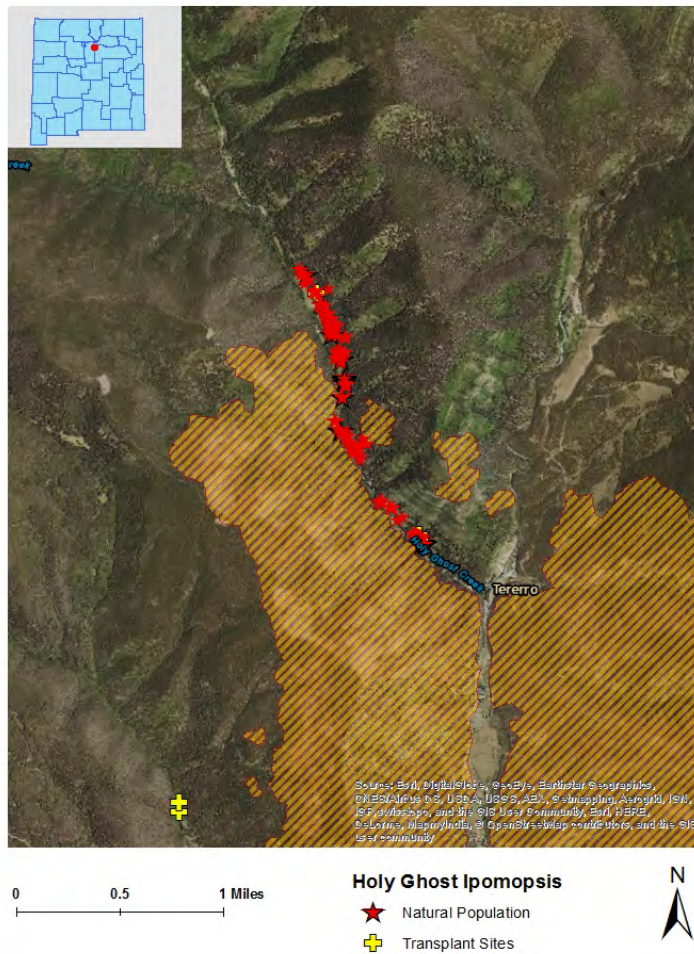 reek
Holy Ghost Creek
Tererro
Source: Esri, DigitalGlobe, GeoEye, Earthstar Geographics,
CNES/Airbus DS, USDA, USGS, AEX, Getmapping, Aerogrid, IGN,
IGP, swisstopo, and the GIS User Community, Esri, HERE,
DeLorme, MapmyIndia, © OpenStreetMap contributors, and the GIS
user community
0 0.5 1 Miles
Holy Ghost Ipomopsis
Natural Population
Transplant Sites
N